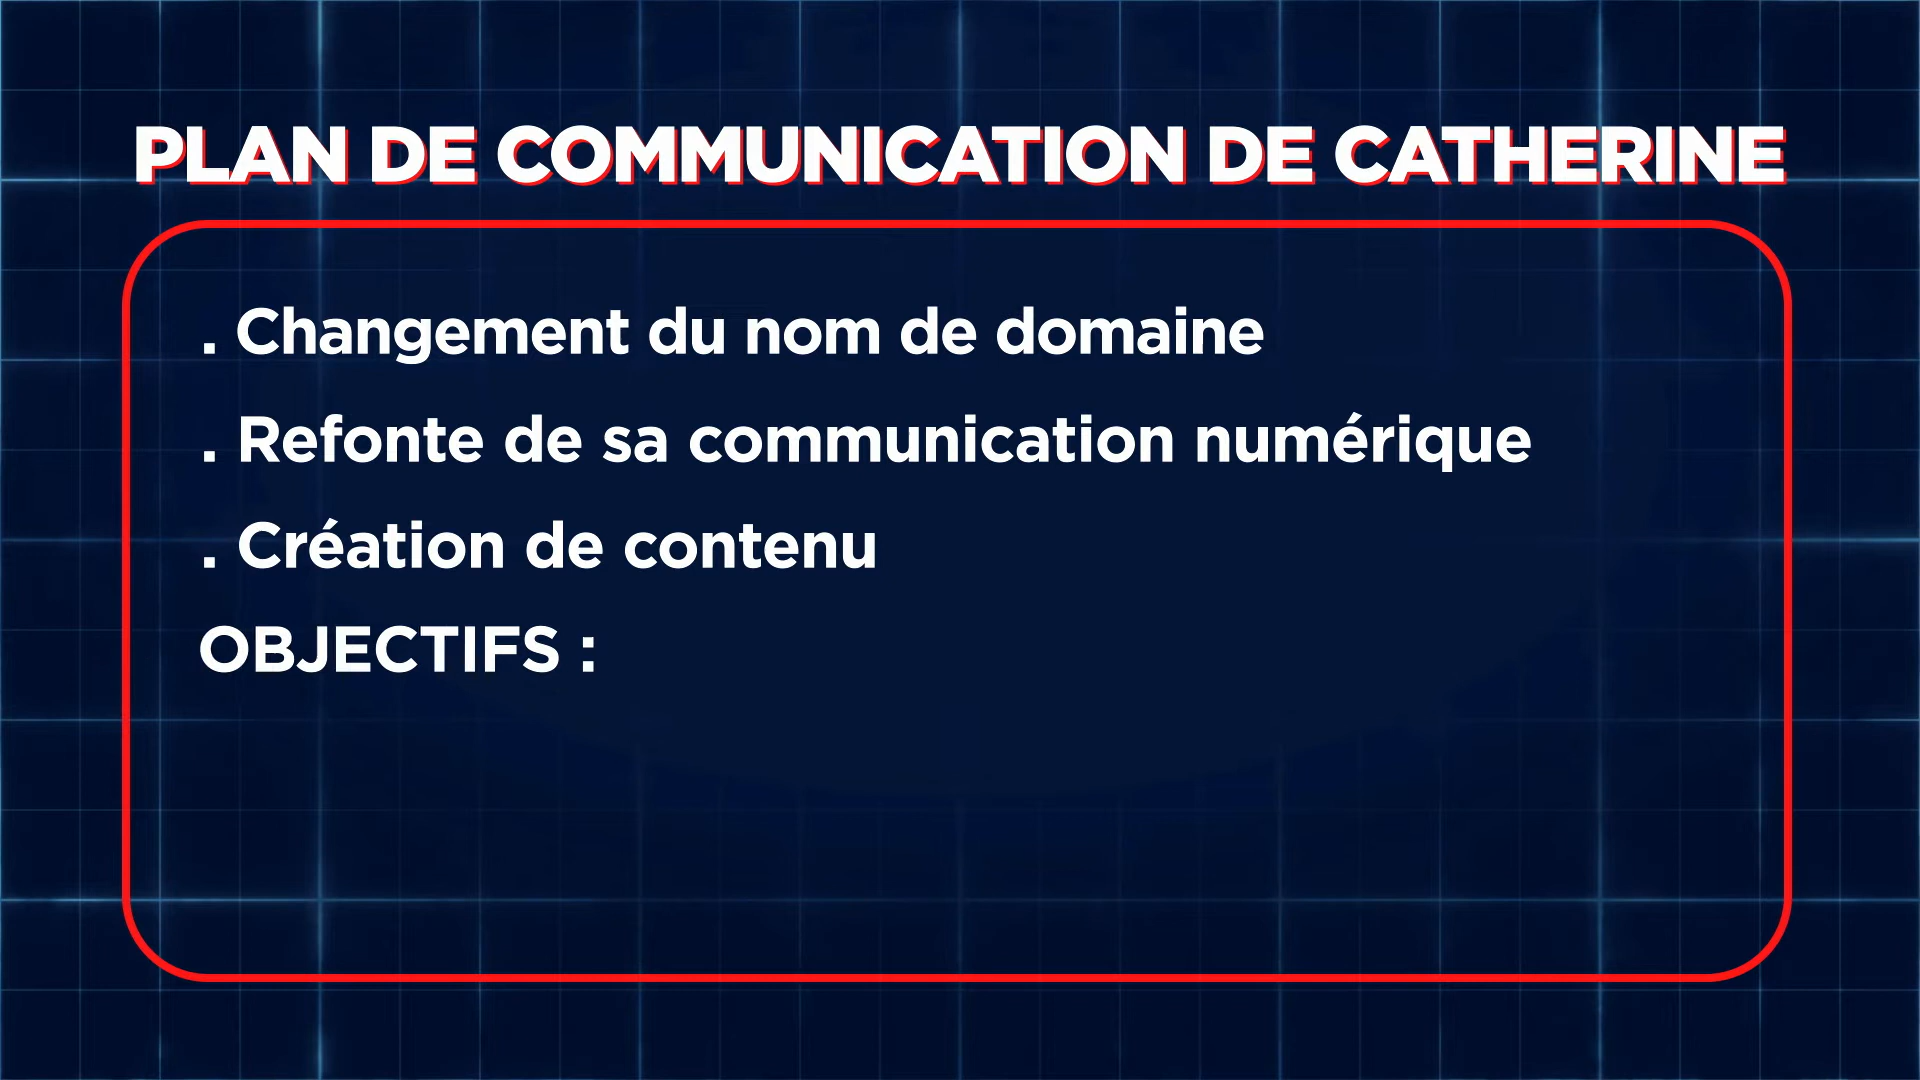 PLAN DE COMMUNICATION DE CATHERINE
. Changement du nom de domaine
. Refonte de sa communication numérique
. Création de contenu
OBJECTIFS :